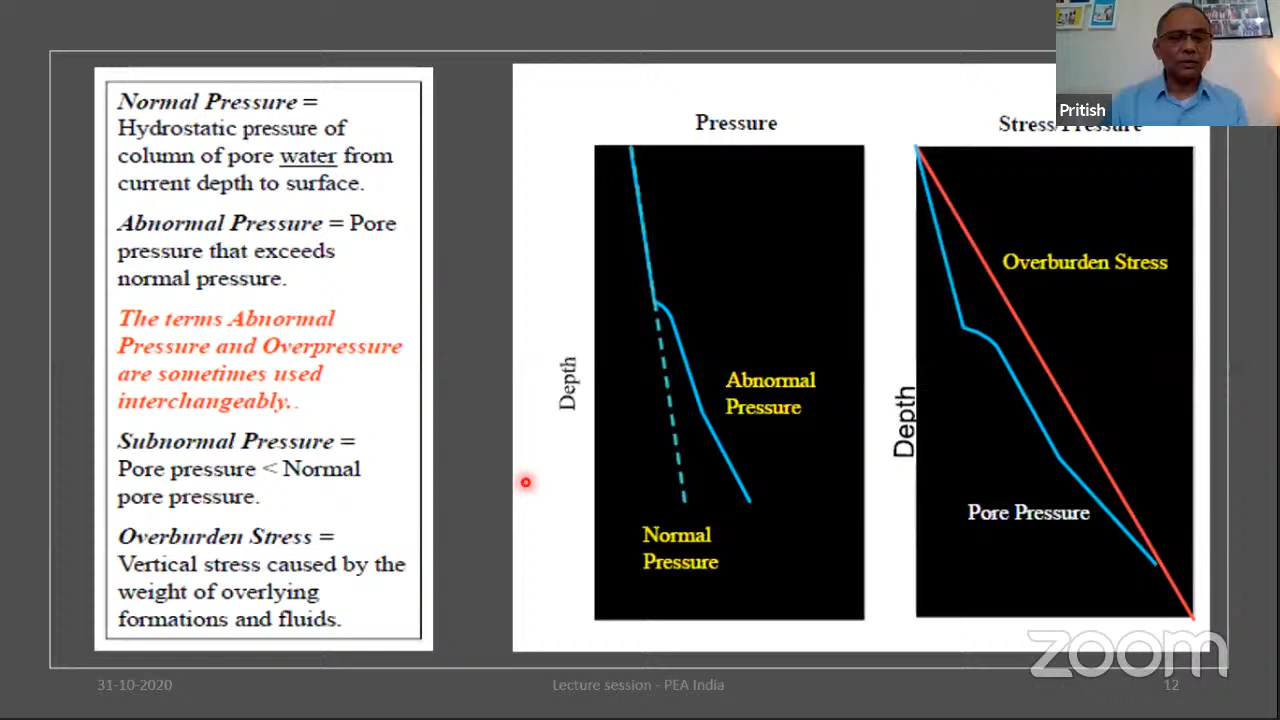 Normal Pressure =
Hydrostatic pressure of
column of pore water from
current depth to surface.
Abnormal Pressure = Pore
pressure that exceeds
normal pressure.
The terms Abnormal
Pressure and Overpressure
are sometimes used
interchangeably..
Subnormal Pressure =
Pore pressure < Normal
pore pressure.
Overburden Stress =
Vertical stress caused by the
weight of overlying
formations and fluids.
Pressure
Depth
Abnormal
Pressure
Normal
Pressure
Stress/Pressure
Depth
Overburden Stress
Pore Pressure
Pritish
zoom
31-10-2020
Lecture session - PEA India
12